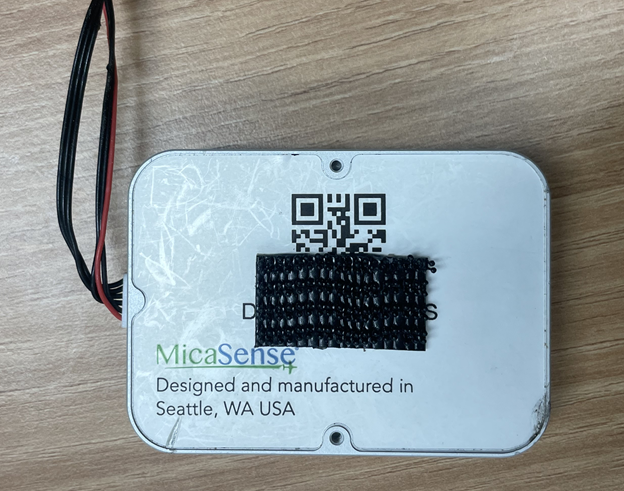 MicaSense
Designed and manufactured in
Seattle, WA USA